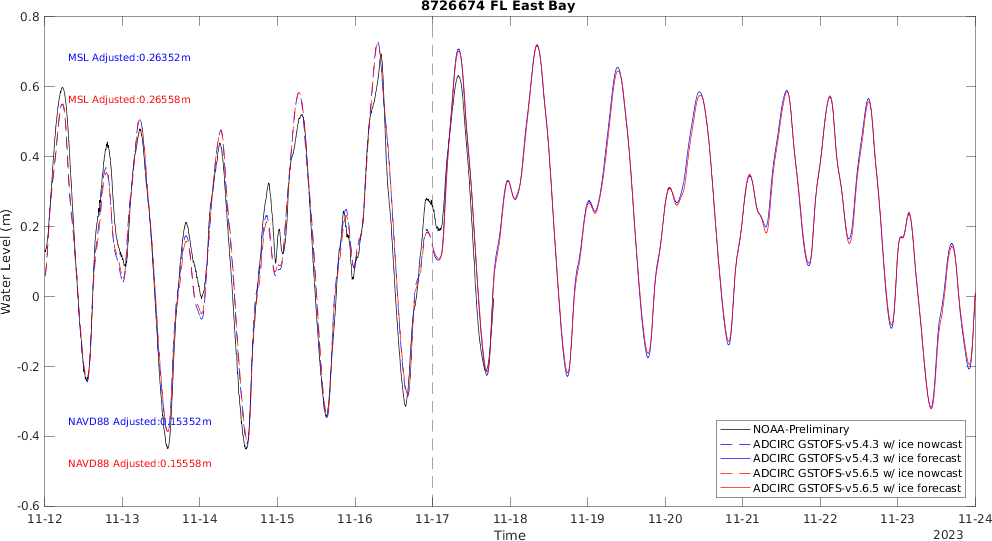 8726674 FL East Bay
0.8
0.6
0.4
0.2
0
-0.2
-0.4
-0.6
Water Level (m)
MSL Adjusted:0.26352m
MSL Adjusted:0.26558m
NAVD88 Adjusted:0.15352m
NAVD88 Adjusted:0.15558m
NOAA-Preliminary
ADCIRC GSTOFS-v5.4.3 w/ ice nowcast
ADCIRC GSTOFS-v5.4.3 w/ ice forecast
ADCIRC GSTOFS-v5.6.5 w/ ice nowcast
ADCIRC GSTOFS-v5.6.5 w/ ice forecast
11-12 11-13 11-14 11-15 11-16 11-17 11-18 11-19 11-20 11-21 11-22 11-23 11-24
Time
2023